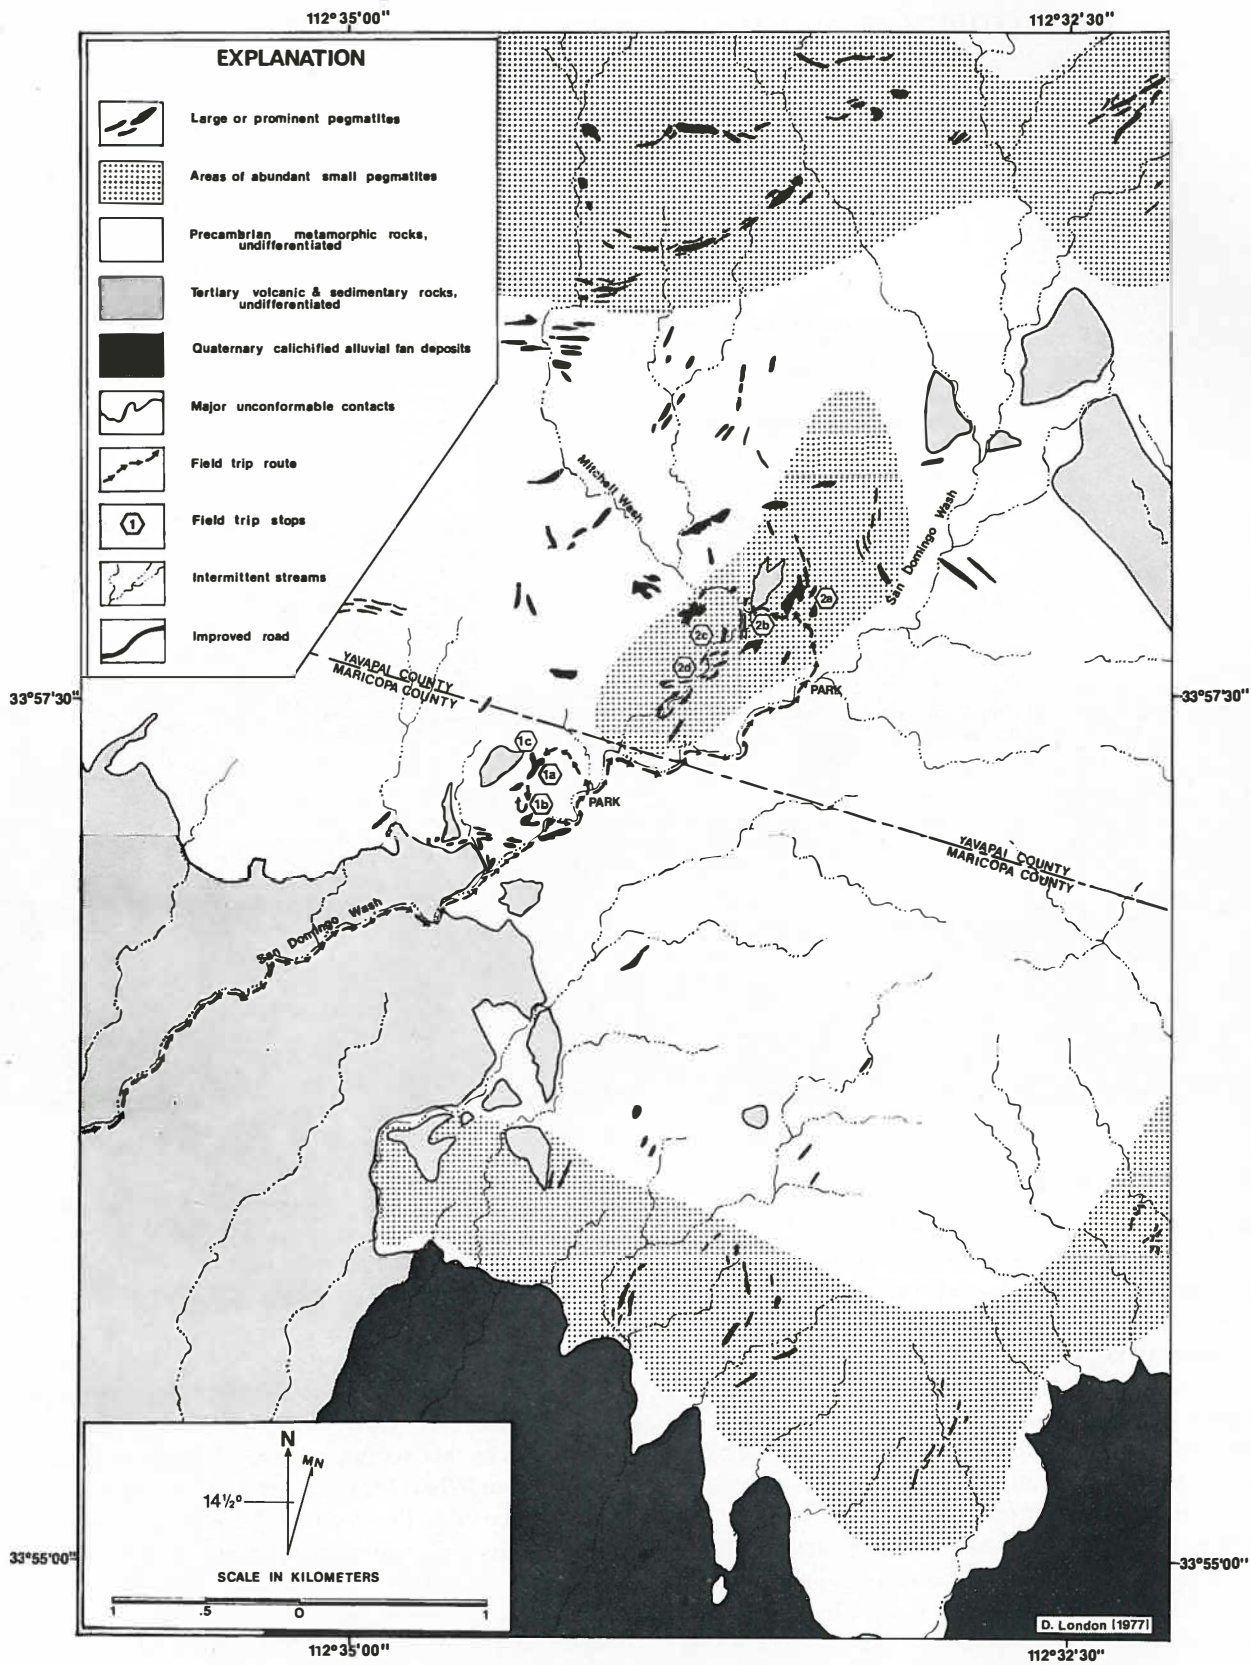 112°35'00"
112°32'30"
EXPLANATION
Large or prominent pegmatites
Areas of abundant small pegmatites
Precambrian metamorphic rocks,
undifferentiated
Tertiary volcanic & sedimentary rocks,
undifferentiated
Quaternary calichified alluvial fan deposits
Major unconformable contacts
Field trip route
1
Field trip stops
Intermittent streams
Improved road
Mitchell Wash
San Domingo Wash
2a
2b
2c
2d
YAVAPAI COUNTY
MARICOPA COUNTY
33°57'30"
33°57'30"
PARK
1c
1a
1b
PARK
YAVAPAI COUNTY
MARICOPA COUNTY
San Domingo Wash
N
MN
14½°
SCALE IN KILOMETERS
1 .5 0 1
33°55'00"
33°55'00"
D. London [1977]
112°35'00"
112°32'30"